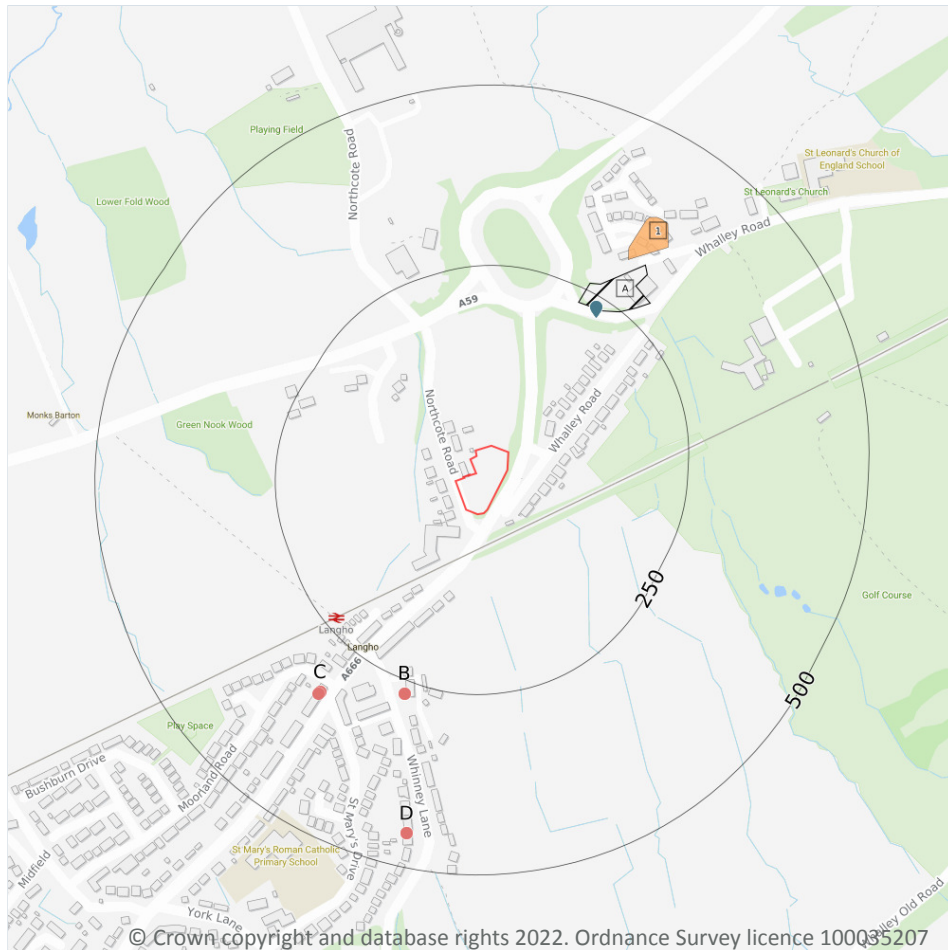 Playing Field
Northcote Road
Lower Fold Wood
St Leonard's Church of
England School
St Leonard's Church
1
Whalley Road
A
A59
Monks Barton
Green Nook Wood
Northcote Road
Whalley Road
250
Golf Course
Langho
Langho
A666
C
B
500
Play Space
Bushburn Drive
Moorland Road
Whinney Lane
D
St Mary's Drive
St Mary's Roman Catholic
Primary School
Midfield
York Lane
Whalley Old Road
© Crown copyright and database rights 2022. Ordnance Survey licence 100035207